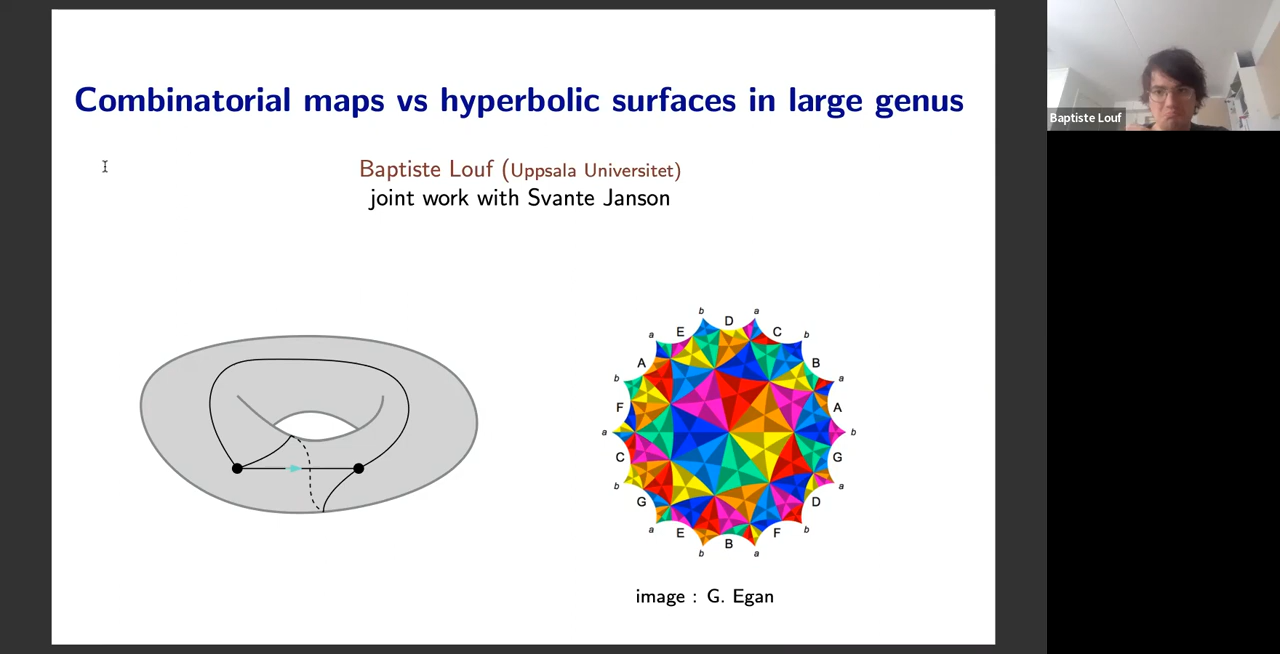 Combinatorial maps vs hyperbolic surfaces in large genus
Baptiste Louf (Uppsala Universitet)
joint work with Svante Janson
Baptiste Louf
b
D
a
a
E
C
b
A
B
b
a
F
A
a
b
C
G
b
a
G
D
a
E
F
b
b
B
a
image : G. Egan